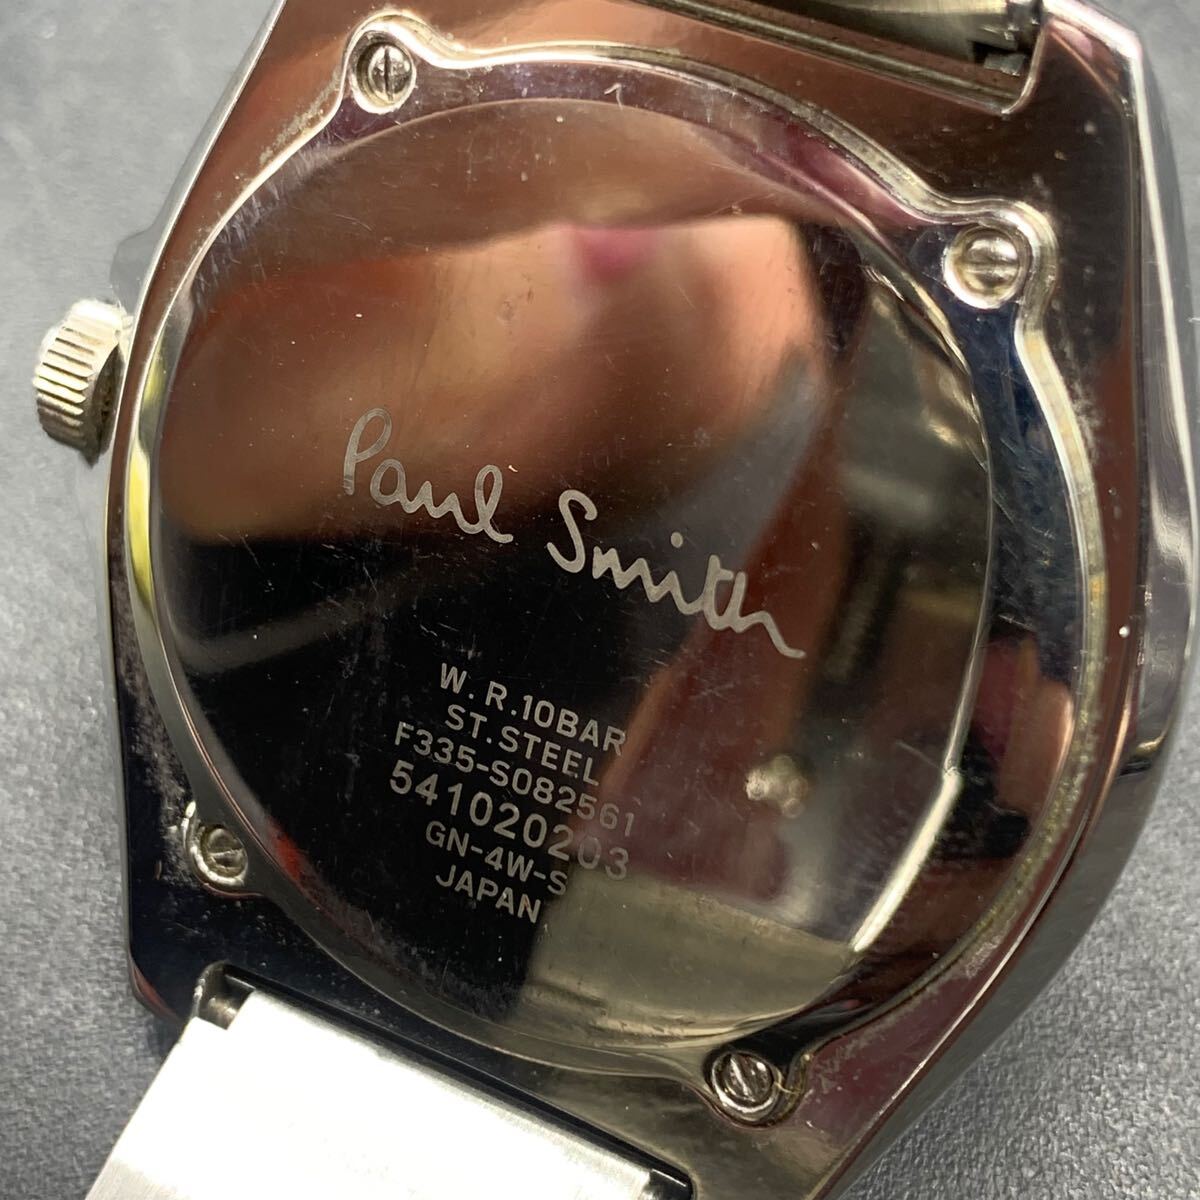 Paul Smith
W. R. 10BAR
ST. STEEL
F335-S082561
541020203
GN-4W-S
JAPAN